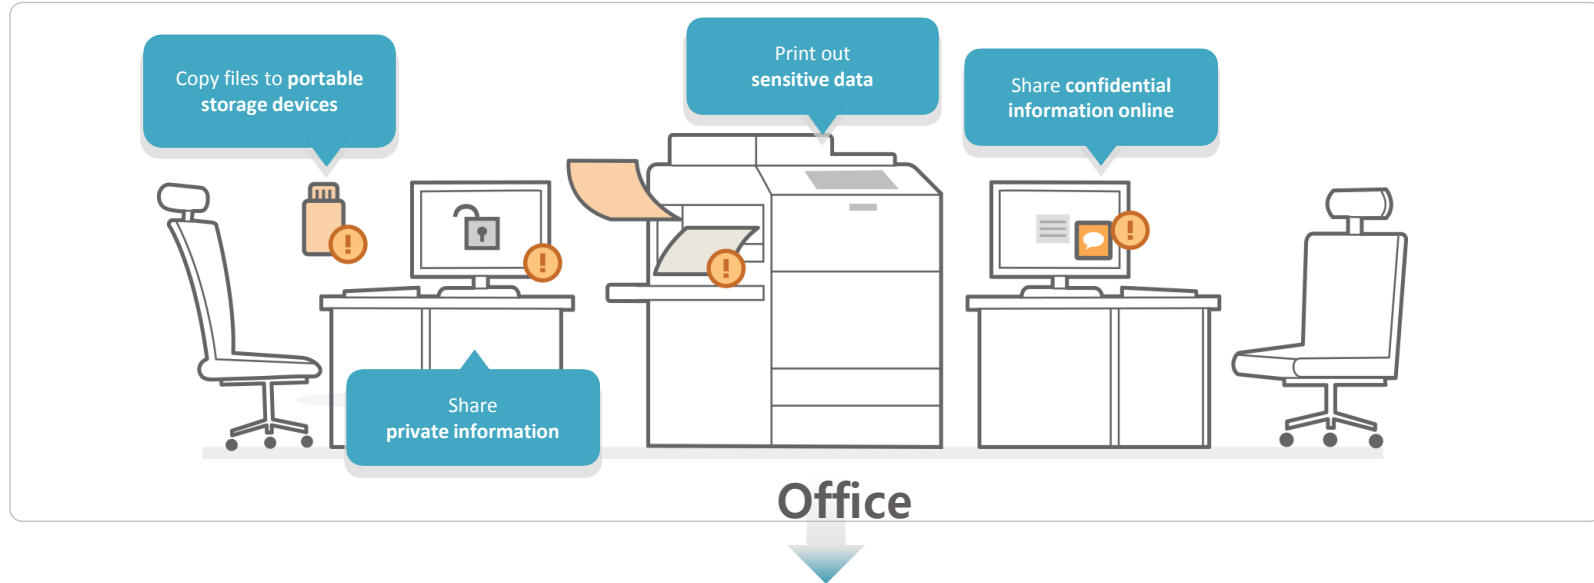 Copy files to portable
storage devices
Print out
sensitive data
Share confidential
information online
Share
private information
Office